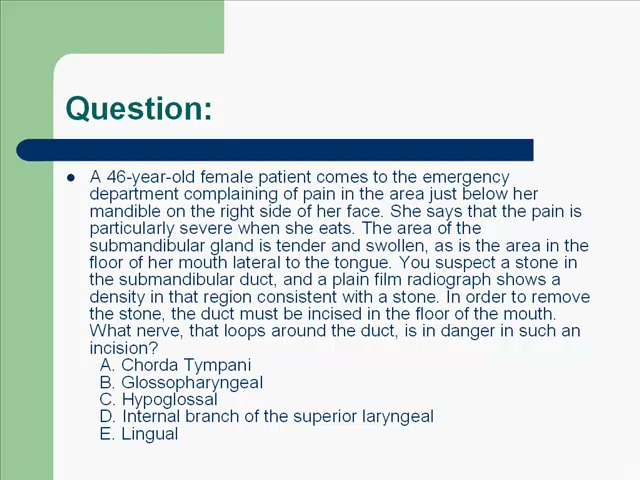 Question:
A 46-year-old female patient comes to the emergency
department complaining of pain in the area just below her
mandible on the right side of her face. She says that the pain is
particularly severe when she eats. The area of the
submandibular gland is tender and swollen, as is the area in the
floor of her mouth lateral to the tongue. You suspect a stone in
the submandibular duct, and a plain film radiograph shows a
density in that region consistent with a stone. In order to remove
the stone, the duct must be incised in the floor of the mouth.
What nerve, that loops around the duct, is in danger in such an
incision?
A. Chorda Tympani
B. Glossopharyngeal
C. Hypoglossal
D. Internal branch of the superior laryngeal
E. Lingual